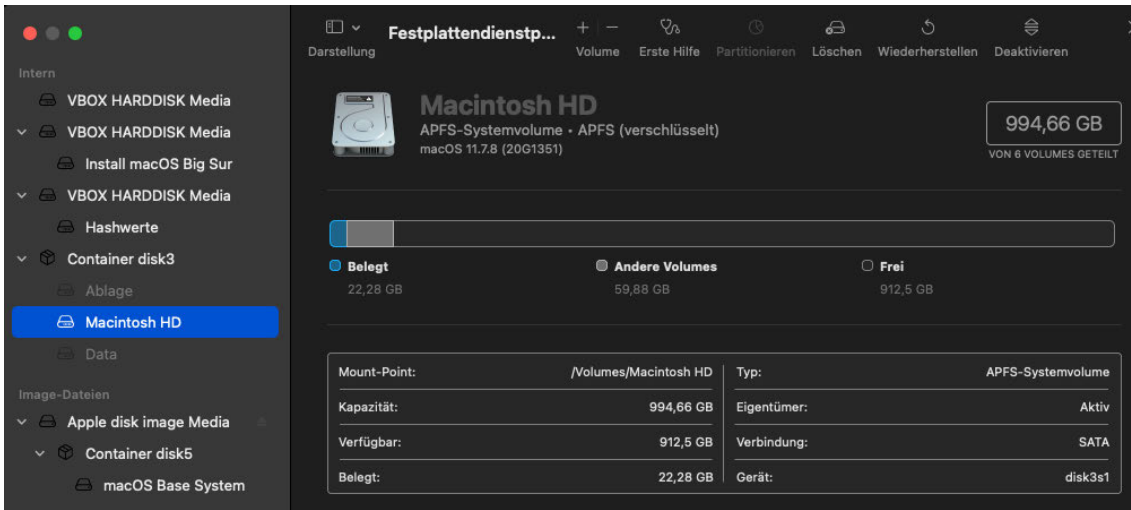 Festplattendienstp...
Darstellung
Volume
Erste Hilfe
Partitionieren
Löschen
Wiederherstellen
Deaktivieren
Intern
VBOX HARDDISK Media
VBOX HARDDISK Media
Install macOS Big Sur
VBOX HARDDISK Media
Hashwerte
Container disk3
Ablage
Macintosh HD
Data
Image-Dateien
Apple disk image Media
Container disk5
macOS Base System
Macintosh HD
APFS-Systemvolume • APFS (verschlüsselt)
macOS 11.7.8 (20G1351)
994,66 GB
VON 6 VOLUMES GETEILT
Belegt
22,28 GB
Andere Volumes
59,88 GB
Frei
912,5 GB
Mount-Point: /Volumes/Macintosh HD
Typ: APFS-Systemvolume
Kapazität: 994,66 GB
Eigentümer: Aktiv
Verfügbar: 912,5 GB
Verbindung: SATA
Belegt: 22,28 GB
Gerät: disk3s1